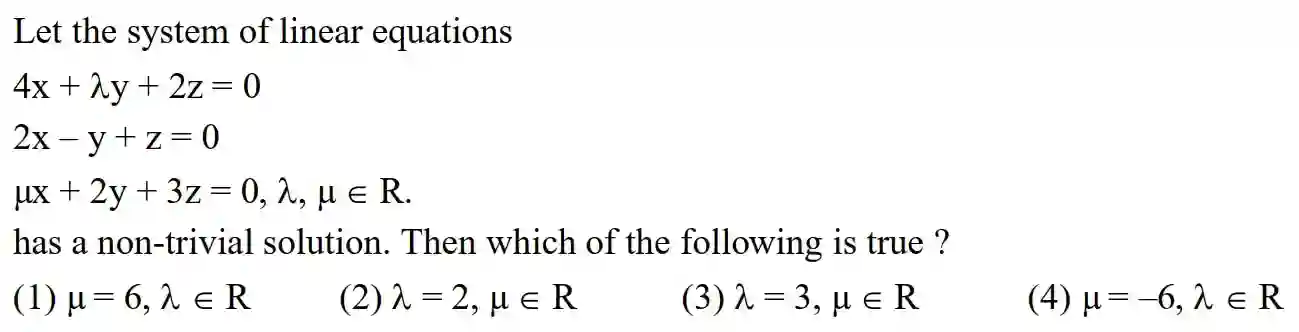 Let the system of linear equations
4x + λy + 2z = 0
2x – y + z = 0
μx + 2y + 3z = 0, λ, μ ∈ R.
has a non-trivial solution. Then which of the following is true ?
(1) μ = 6, λ ∈ R (2) λ = 2, μ ∈ R (3) λ = 3, μ ∈ R (4) μ = –6, λ ∈ R